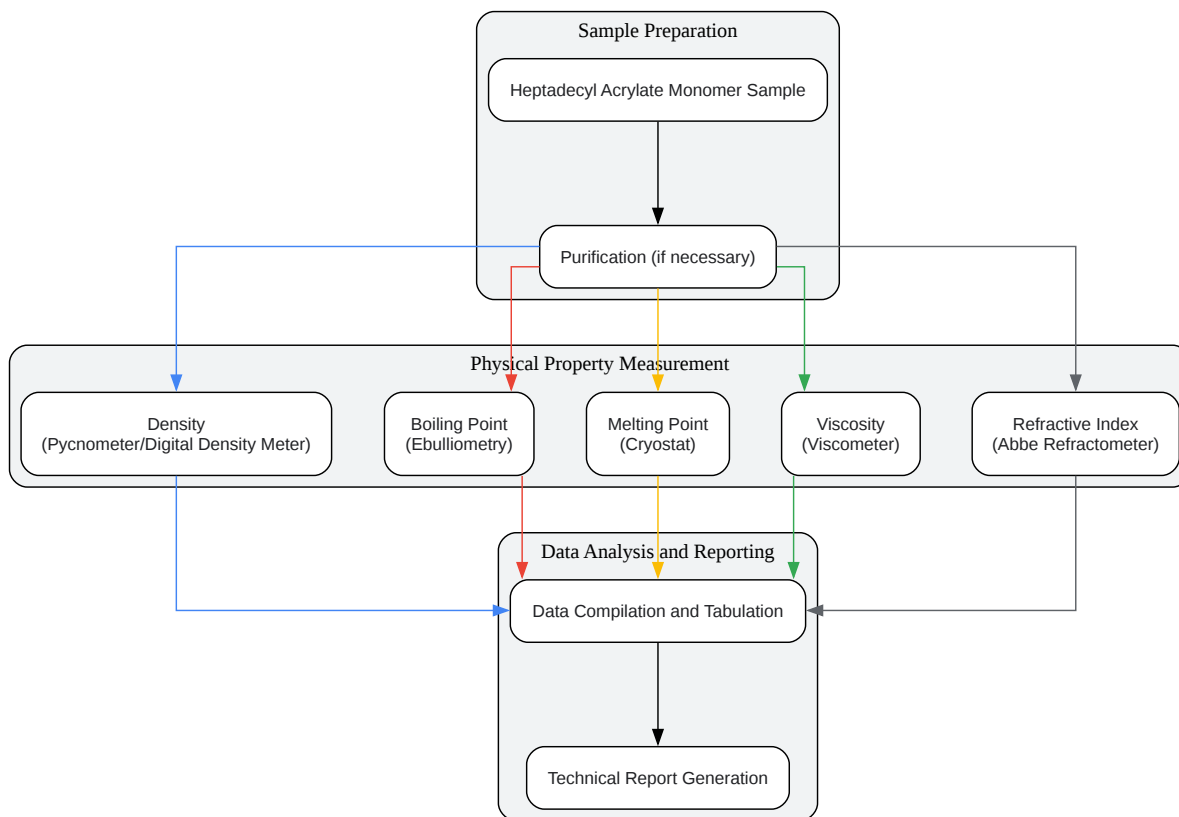 Sample Preparation
Heptadecyl Acrylate Monomer Sample
Purification (if necessary)
Physical Property Measurement
Density
(Pycnometer/Digital Density Meter)
Boiling Point
(Ebulliometry)
Melting Point
(Cryostat)
Viscosity
(Viscometer)
Refractive Index
(Abbe Refractometer)
Data Analysis and Reporting
Data Compilation and Tabulation
Technical Report Generation